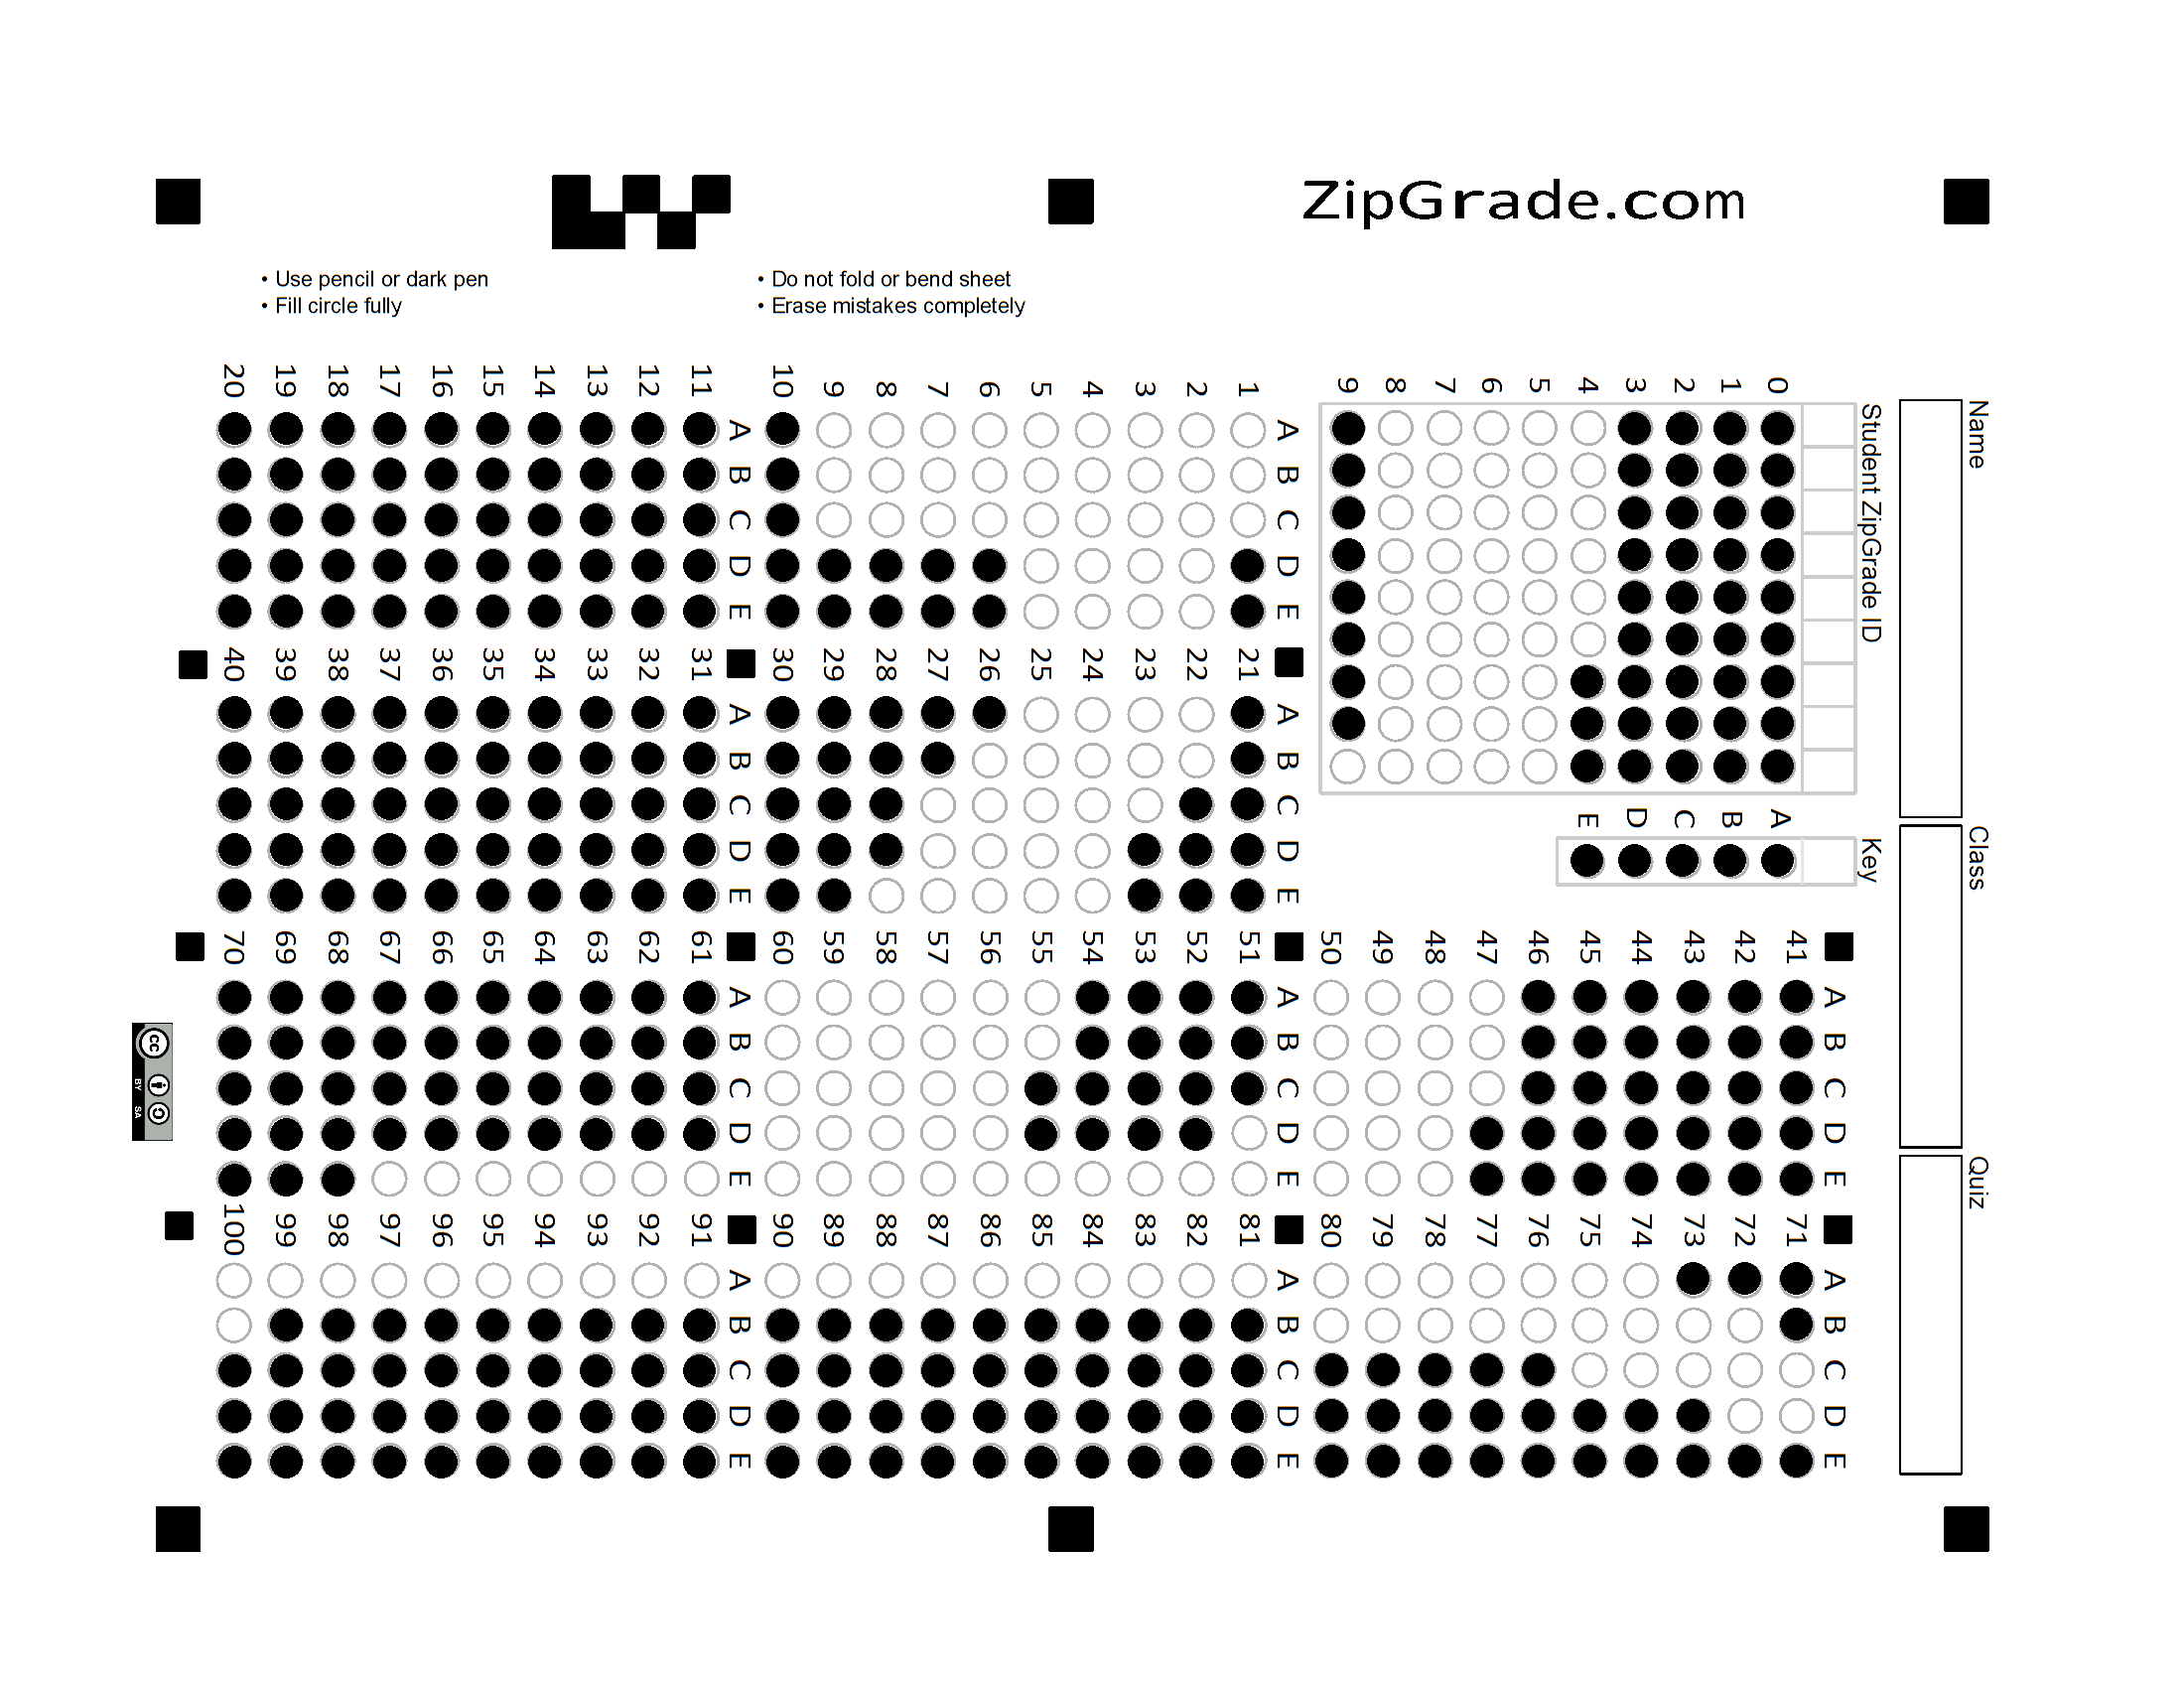 ZipGrade.com
• Use pencil or dark pen
• Fill circle fully
• Do not fold or bend sheet
• Erase mistakes completely
Name
Class
Quiz
Student ZipGrade ID
0 1 2 3 4 5 6 7 8 9
Key
A B C D E
1 2 3 4 5 6 7 8 9 10
A B C D E
11 12 13 14 15 16 17 18 19 20
A B C D E
21 22 23 24 25 26 27 28 29 30
A B C D E
31 32 33 34 35 36 37 38 39 40
A B C D E
41 42 43 44 45 46 47 48 49 50
A B C D E
51 52 53 54 55 56 57 58 59 60
A B C D E
61 62 63 64 65 66 67 68 69 70
A B C D E
71 72 73 74 75 76 77 78 79 80
A B C D E
81 82 83 84 85 86 87 88 89 90
A B C D E
91 92 93 94 95 96 97 98 99 100
A B C D E
cc
BY SA